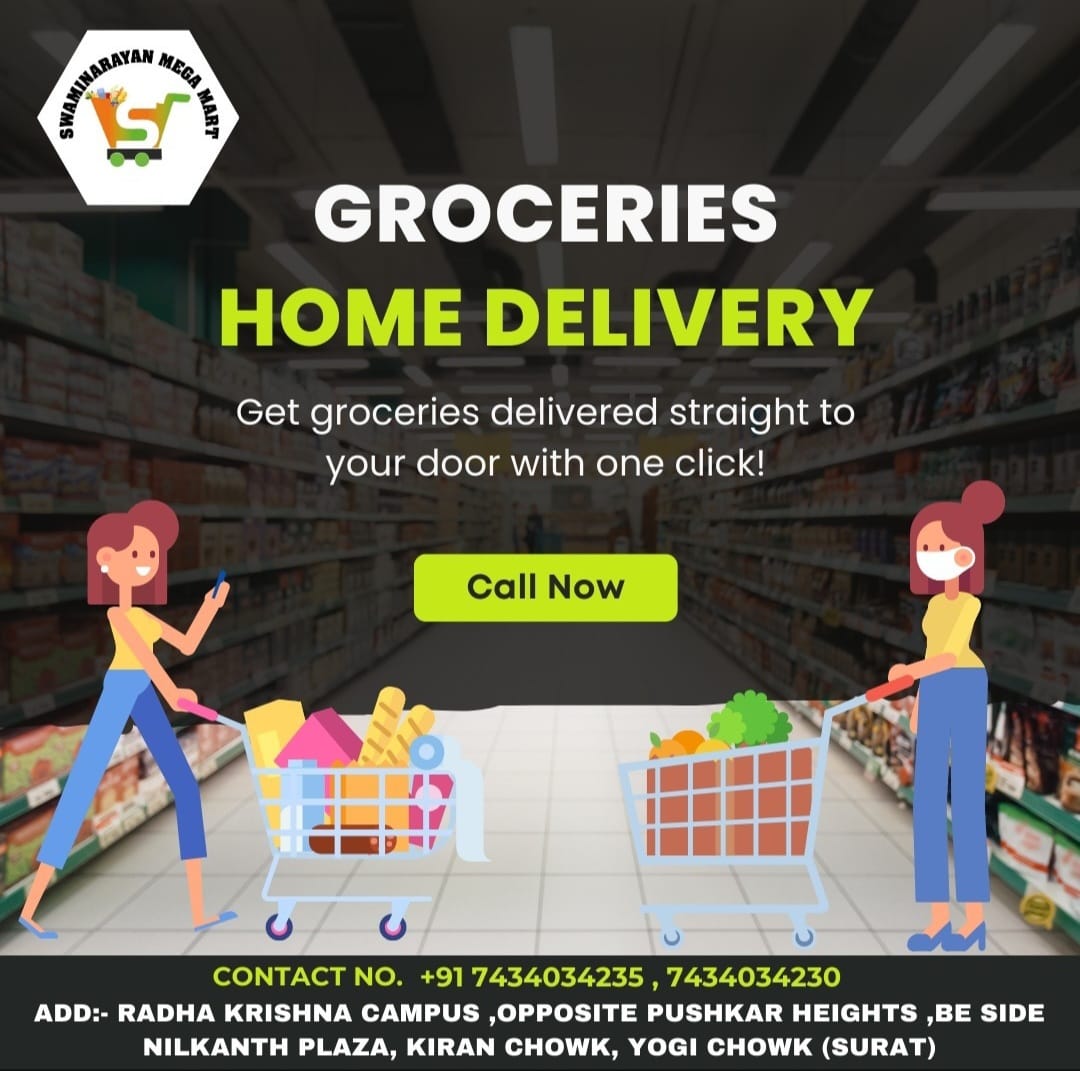 SWAMINARAYAN MEGA MART
S
GROCERIES
HOME DELIVERY
Get groceries delivered straight to
your door with one click!
Call Now
CONTACT NO. +91 7434034235 , 7434034230
ADD:- RADHA KRISHNA CAMPUS ,OPPOSITE PUSHKAR HEIGHTS ,BE SIDE
NILKANTH PLAZA, KIRAN CHOWK, YOGI CHOWK (SURAT)